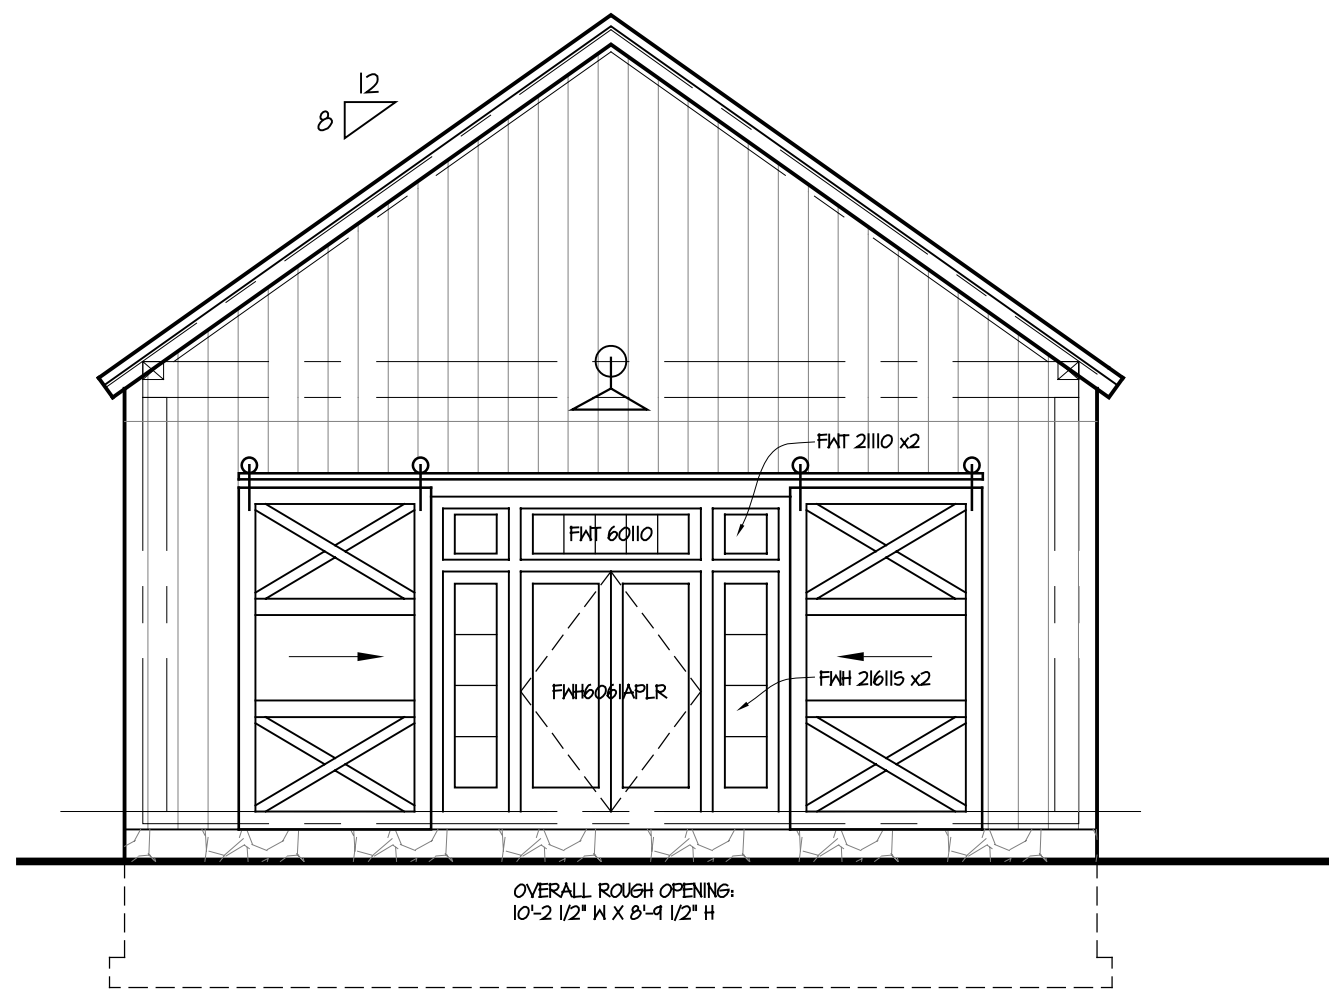 12
8
FWT 21110 x2
FWT 60110
FWH 21611S x2
FWH6061APLR
OVERALL ROUGH OPENING:
10'-2 1/2" W X 8'-9 1/2" H